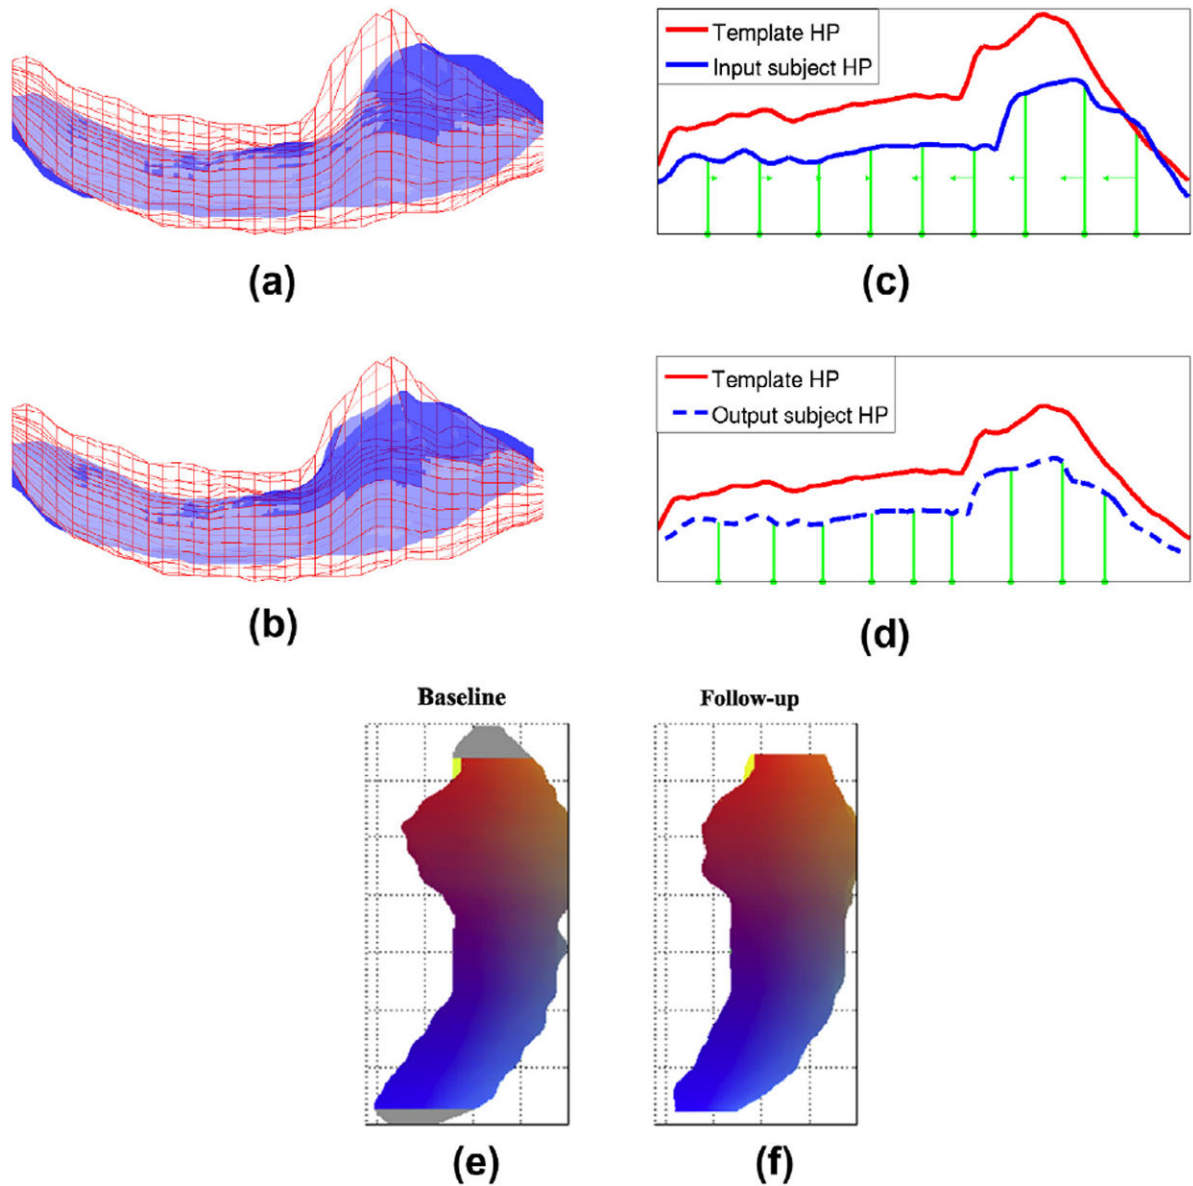 Template HP
Input subject HP
(a)
(c)
Template HP
Output subject HP
(b)
(d)
Baseline
Follow-up
(e)
(f)